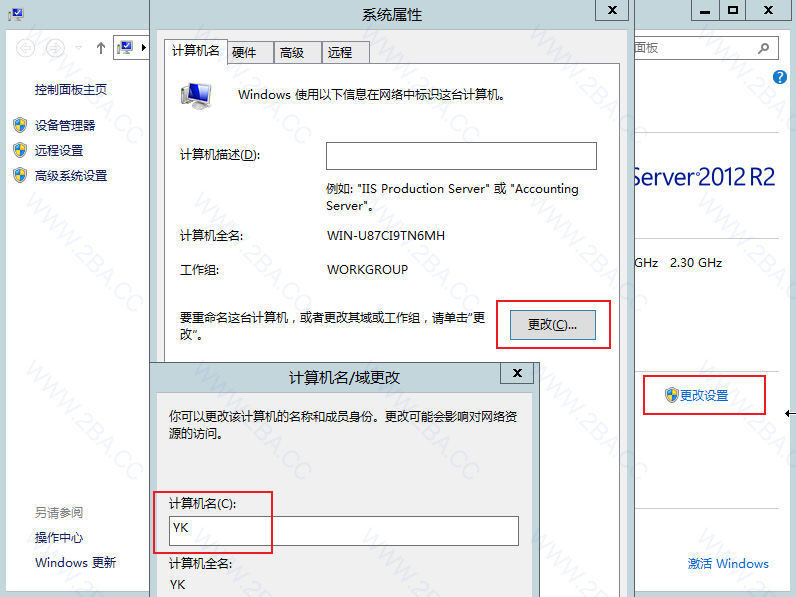 系统属性
面板
控制面板主页
设备管理器
远程设置
高级系统设置
计算机名
硬件
高级
远程
Windows 使用以下信息在网络中标识这台计算机。
计算机描述(D):
例如: "IIS Production Server" 或 "Accounting
Server"。
计算机全名:
WIN-U87CI9TN6MH
工作组:
WORKGROUP
要重命名这台计算机，或者更改其域或工作组，请单击"更
改"。
更改(C)...
Server 2012 R2
GHz 2.30 GHz
更改设置
计算机名/域更改
你可以更改该计算机的名称和成员身份。更改可能会影响对网络资
源的访问。
计算机名(C):
YK
计算机全名:
YK
另请参阅
操作中心
Windows 更新
激活 Windows
WWW.2BA.CC